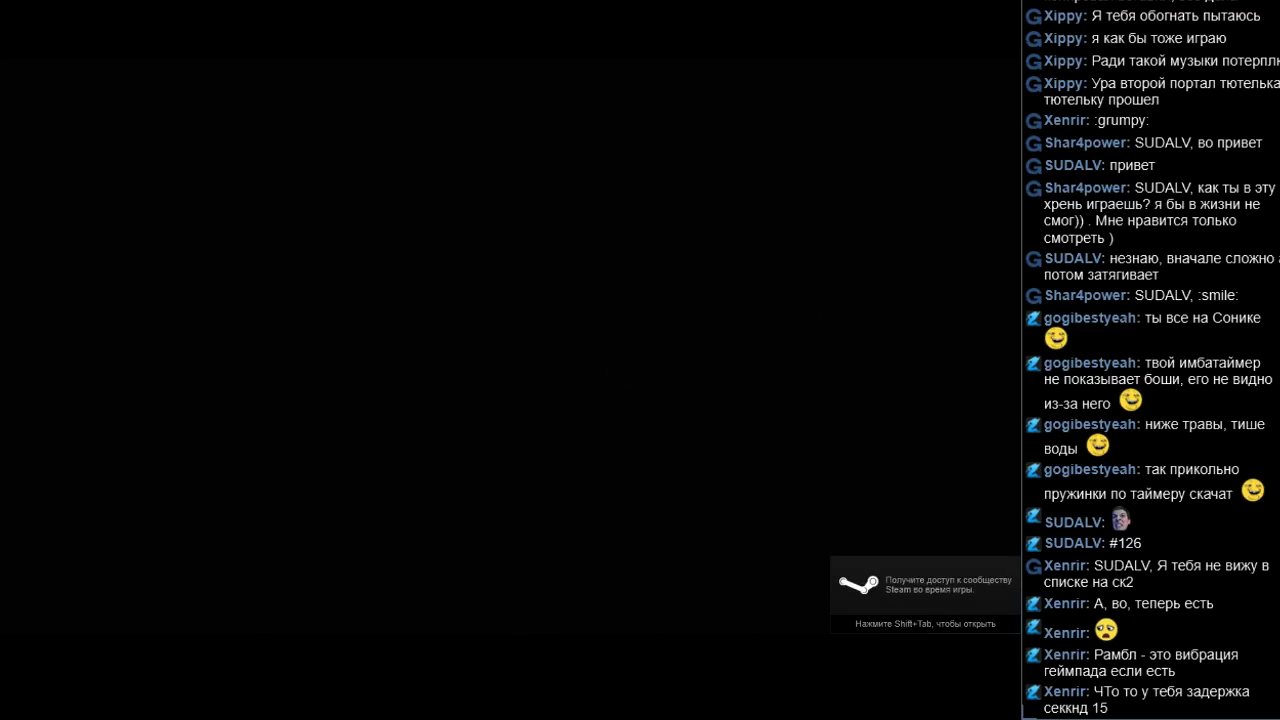 Xippy: Я тебя обогнать пытаюсь
Xippy: я как бы тоже играю
Xippy: Ради такой музыки потерплю
Xippy: Ура второй портал тютелька
тютельку прошел
Xenrir: :grumpy:
Shar4power: SUDALV, во привет
SUDALV: привет
Shar4power: SUDALV, как ты в эту
хрень играешь? я бы в жизни не
смог)) . Мне нравится только
смотреть )
SUDALV: незнаю, вначале сложно а
потом затягивает
Shar4power: SUDALV, :smile:
gogibestyeah: ты все на Сонике
gogibestyeah: твой имбатаймер
не показывает боши, его не видно
из-за него
gogibestyeah: ниже травы, тише
воды
gogibestyeah: так прикольно
пружинки по таймеру скачат
SUDALV:
SUDALV: #126
Xenrir: SUDALV, Я тебя не вижу в
списке на ск2
Xenrir: А, во, теперь есть
Xenrir:
Xenrir: Рамбл - это вибрация
геймпада если есть
Xenrir: ЧТо то у тебя задержка
секкнд 15
Получите доступ к сообществу
Steam во время игры.
Нажмите Shift+Tab, чтобы открыть